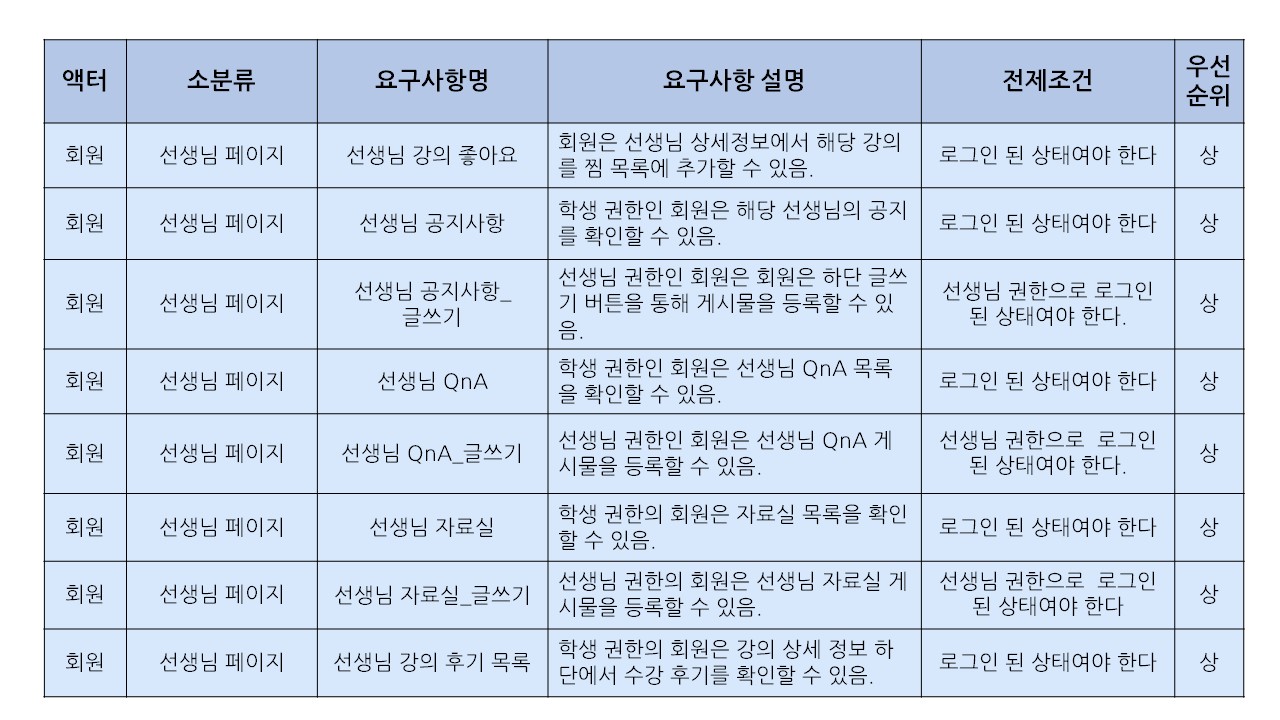 액터 소분류 요구사항명 요구사항 설명 전제조건 우선
순위
회원 선생님 페이지 선생님 강의 좋아요 회원은 선생님 상세정보에서 해당 강의
를 찜 목록에 추가할 수 있음. 로그인 된 상태여야 한다 상
회원 선생님 페이지 선생님 공지사항 학생 권한인 회원은 해당 선생님의 공지
를 확인할 수 있음. 로그인 된 상태여야 한다 상
회원 선생님 페이지 선생님 공지사항_
글쓰기 선생님 권한인 회원은 회원은 하단 글쓰
기 버튼을 통해 게시물을 등록할 수 있
음. 선생님 권한으로 로그인
된 상태여야 한다. 상
회원 선생님 페이지 선생님 QnA 학생 권한인 회원은 선생님 QnA 목록
을 확인할 수 있음. 로그인 된 상태여야 한다 상
회원 선생님 페이지 선생님 QnA_글쓰기 선생님 권한인 회원은 선생님 QnA 게
시물을 등록할 수 있음. 선생님 권한으로  로그인
된 상태여야 한다. 상
회원 선생님 페이지 선생님 자료실 학생 권한의 회원은 자료실 목록을 확인
할 수 있음. 로그인 된 상태여야 한다 상
회원 선생님 페이지 선생님 자료실_글쓰기 선생님 권한의 회원은 선생님 자료실 게
시물을 등록할 수 있음. 선생님 권한으로  로그인
된 상태여야 한다 상
회원 선생님 페이지 선생님 강의 후기 목록 학생 권한의 회원은 강의 상세 정보 하
단에서 수강 후기를 확인할 수 있음. 로그인 된 상태여야 한다 상